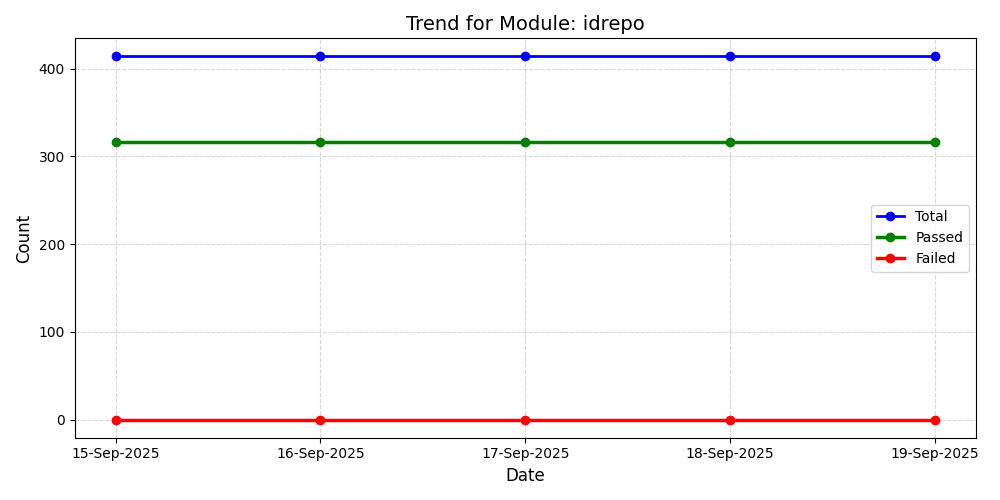 Trend for Module: idrepo
Count
400
300
200
100
0
Total
Passed
Failed
15-Sep-2025
16-Sep-2025
17-Sep-2025
18-Sep-2025
19-Sep-2025
Date